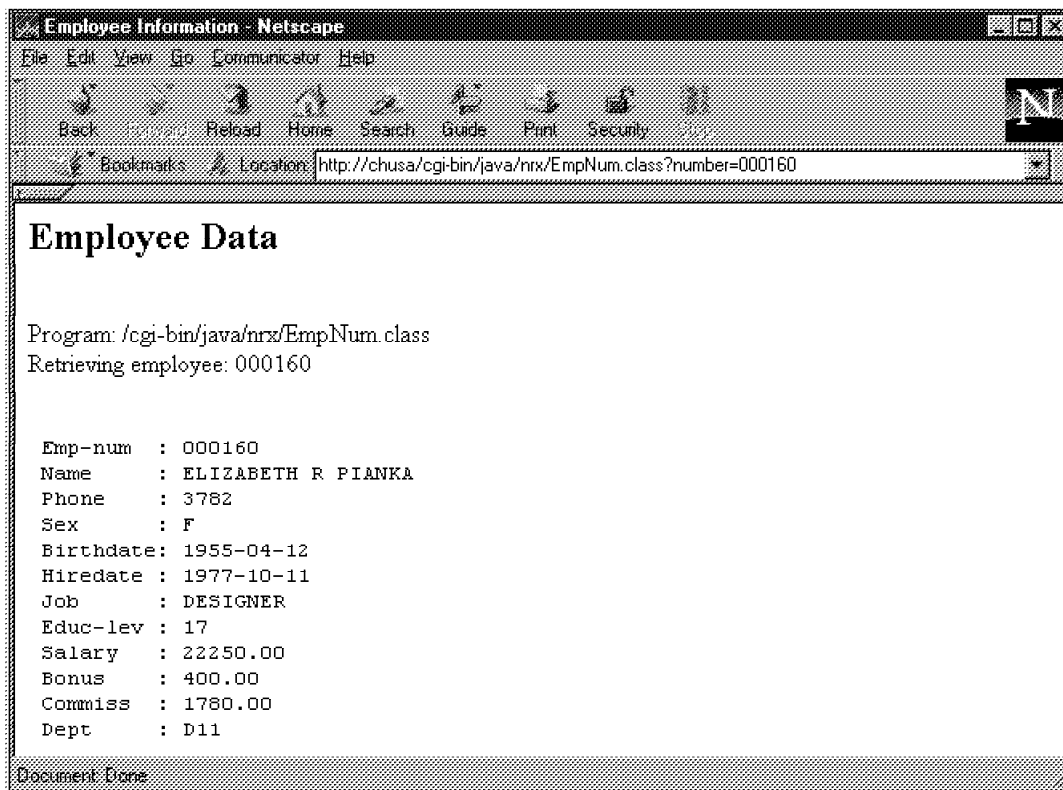 Employee Information - Netscape
File Edit View Go Communicator Help
N
Back Forward Reload Home Search Guide Print Security Stop
Bookmarks Location: http://chusa/cgi-bin/java/nrx/EmpNum.class?number=000160
Employee Data
Program: /cgi-bin/java/nrx/EmpNum.class
Retrieving employee: 000160
Emp-num : 000160
Name : ELIZABETH R PIANKA
Phone : 3782
Sex : F
Birthdate: 1955-04-12
Hiredate : 1977-10-11
Job : DESIGNER
Educ-lev : 17
Salary : 22250.00
Bonus : 400.00
Commiss : 1780.00
Dept : D11
Document: Done